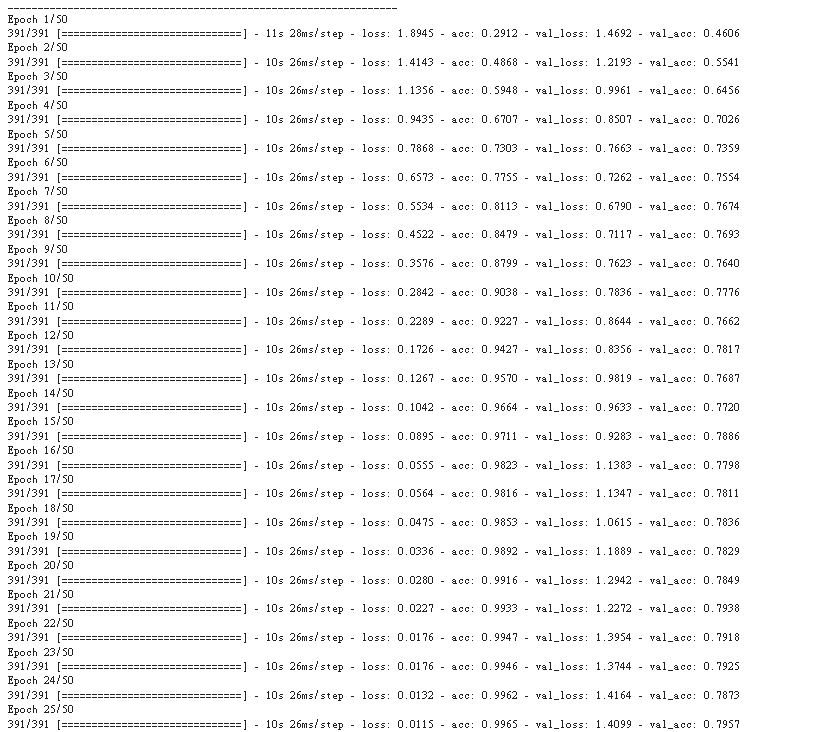 Epoch 1/50
391/391 [==============================] - 11s 28ms/step - loss: 1.8945 - acc: 0.2912 - val_loss: 1.4692 - val_acc: 0.4606
Epoch 2/50
391/391 [==============================] - 10s 26ms/step - loss: 1.4143 - acc: 0.4868 - val_loss: 1.2193 - val_acc: 0.5541
Epoch 3/50
391/391 [==============================] - 10s 26ms/step - loss: 1.1356 - acc: 0.5948 - val_loss: 0.9961 - val_acc: 0.6456
Epoch 4/50
391/391 [==============================] - 10s 26ms/step - loss: 0.9435 - acc: 0.6707 - val_loss: 0.8507 - val_acc: 0.7026
Epoch 5/50
391/391 [==============================] - 10s 26ms/step - loss: 0.7868 - acc: 0.7303 - val_loss: 0.7663 - val_acc: 0.7359
Epoch 6/50
391/391 [==============================] - 10s 26ms/step - loss: 0.6573 - acc: 0.7755 - val_loss: 0.7262 - val_acc: 0.7554
Epoch 7/50
391/391 [==============================] - 10s 26ms/step - loss: 0.5534 - acc: 0.8113 - val_loss: 0.6790 - val_acc: 0.7674
Epoch 8/50
391/391 [==============================] - 10s 26ms/step - loss: 0.4522 - acc: 0.8479 - val_loss: 0.7117 - val_acc: 0.7693
Epoch 9/50
391/391 [==============================] - 10s 26ms/step - loss: 0.3576 - acc: 0.8799 - val_loss: 0.7623 - val_acc: 0.7640
Epoch 10/50
391/391 [==============================] - 10s 26ms/step - loss: 0.2842 - acc: 0.9038 - val_loss: 0.7836 - val_acc: 0.7776
Epoch 11/50
391/391 [==============================] - 10s 26ms/step - loss: 0.2289 - acc: 0.9227 - val_loss: 0.8644 - val_acc: 0.7662
Epoch 12/50
391/391 [==============================] - 10s 26ms/step - loss: 0.1726 - acc: 0.9427 - val_loss: 0.8356 - val_acc: 0.7817
Epoch 13/50
391/391 [==============================] - 10s 26ms/step - loss: 0.1267 - acc: 0.9570 - val_loss: 0.9819 - val_acc: 0.7687
Epoch 14/50
391/391 [==============================] - 10s 26ms/step - loss: 0.1042 - acc: 0.9664 - val_loss: 0.9633 - val_acc: 0.7720
Epoch 15/50
391/391 [==============================] - 10s 26ms/step - loss: 0.0895 - acc: 0.9711 - val_loss: 0.9283 - val_acc: 0.7886
Epoch 16/50
391/391 [==============================] - 10s 26ms/step - loss: 0.0555 - acc: 0.9823 - val_loss: 1.1383 - val_acc: 0.7798
Epoch 17/50
391/391 [==============================] - 10s 26ms/step - loss: 0.0564 - acc: 0.9816 - val_loss: 1.1347 - val_acc: 0.7811
Epoch 18/50
391/391 [==============================] - 10s 26ms/step - loss: 0.0475 - acc: 0.9853 - val_loss: 1.0615 - val_acc: 0.7836
Epoch 19/50
391/391 [==============================] - 10s 26ms/step - loss: 0.0336 - acc: 0.9892 - val_loss: 1.1889 - val_acc: 0.7829
Epoch 20/50
391/391 [==============================] - 10s 26ms/step - loss: 0.0280 - acc: 0.9916 - val_loss: 1.2942 - val_acc: 0.7849
Epoch 21/50
391/391 [==============================] - 10s 26ms/step - loss: 0.0227 - acc: 0.9933 - val_loss: 1.2272 - val_acc: 0.7938
Epoch 22/50
391/391 [==============================] - 10s 26ms/step - loss: 0.0176 - acc: 0.9947 - val_loss: 1.3954 - val_acc: 0.7918
Epoch 23/50
391/391 [==============================] - 10s 26ms/step - loss: 0.0176 - acc: 0.9946 - val_loss: 1.3744 - val_acc: 0.7925
Epoch 24/50
391/391 [==============================] - 10s 26ms/step - loss: 0.0132 - acc: 0.9962 - val_loss: 1.4164 - val_acc: 0.7873
Epoch 25/50
391/391 [==============================] - 10s 26ms/step - loss: 0.0115 - acc: 0.9965 - val_loss: 1.4099 - val_acc: 0.7957